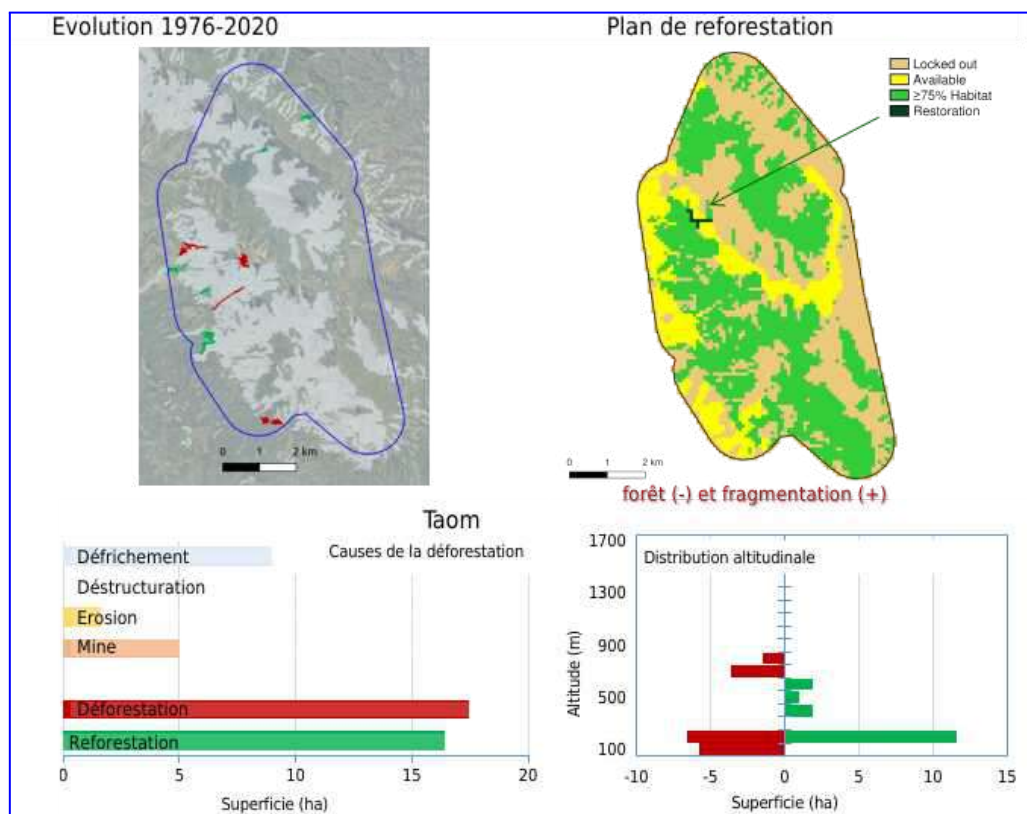 Evolution 1976-2020
Plan de reforestation
Locked out
Available
≥75% Habitat
Restoration
0 1 2 km
0 1 2 km
forêt (-) et fragmentation (+)
Taom
Causes de la déforestation
Défrichement
Déstructuration
Erosion
Mine
Déforestation
Reforestation
0 5 10 15 20
Superficie (ha)
Distribution altitudinale
Altitude (m)
1700
1300
900
500
100
-10 -5 0 5 10 15
Superficie (ha)